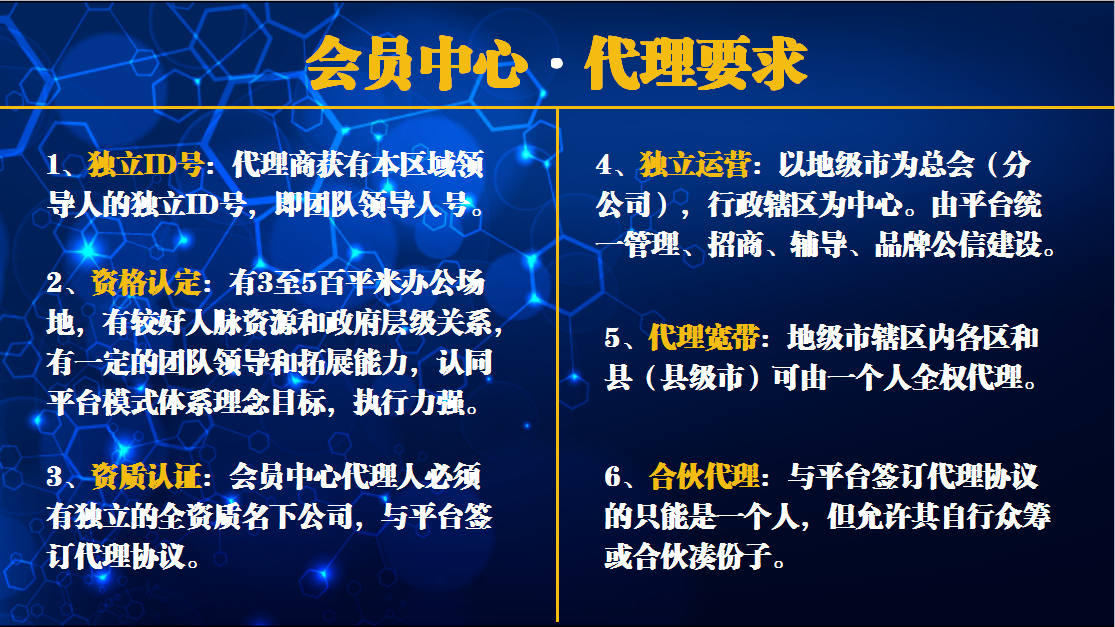 会员中心·代理要求
1、独立ID号：代理商获有本区域领
导人的独立ID号，即团队领导人号。
2、资格认定：有3至5百平米办公场
地，有较好人脉资源和政府层级关系，
有一定的团队领导和拓展能力，认同
平台模式体系理念目标，执行力强。
3、资质认证：会员中心代理人必须
有独立的全资质名下公司，与平台签
订代理协议。
4、独立运营：以地级市为总会（分
公司），行政辖区为中心。由平台统
一管理、招商、辅导、品牌公信建设。
5、代理宽带：地级市辖区内各区和
县（县级市）可由一个人全权代理。
6、合伙代理：与平台签订代理协议
的只能是一个人，但允许其自行众筹
或合伙凑份子。